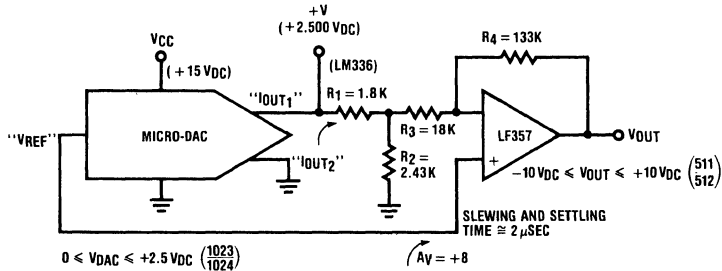 +V
(+2.500 VDC)
VCC
(+15 VDC)
(LM336)
R4 = 133K
"IOUT1"
R1 = 1.8K
"VREF"
MICRO-DAC
R3 = 18K
LF357
VOUT
"IOUT2"
R2 =
2.43K
+
−10 VDC ⩽ VOUT ⩽ +10 VDC (511/512)
SLEWING AND SETTLING
TIME ≅ 2 μSEC
0 ⩽ VDAC ⩽ +2.5 VDC (1023/1024)
AV = +8